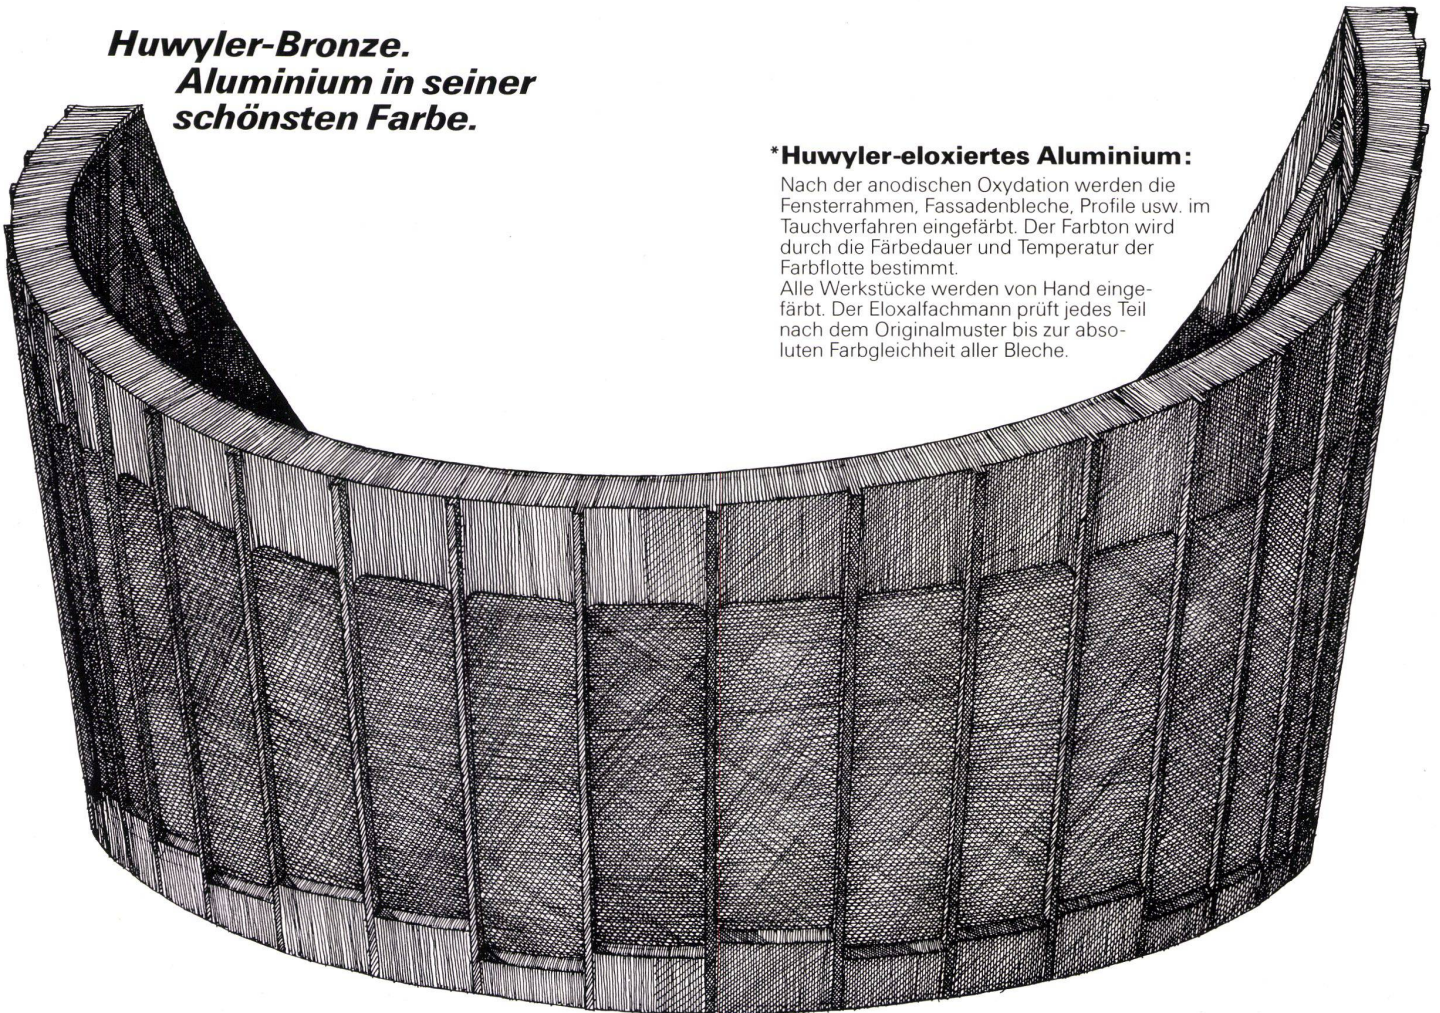 Huwyler-Bronze.
Aluminium in seiner
schönsten Farbe.
*Huwyler-eloxiertes Aluminium:
Nach der anodischen Oxydation werden die
Fensterrahmen, Fassadenbleche, Profile usw. im
Tauchverfahren eingefärbt. Der Farbton wird
durch die Färbedauer und Temperatur der
Farbflotte bestimmt.
Alle Werkstücke werden von Hand einge-
färbt. Der Eloxalfachmann prüft jedes Teil
nach dem Originalmuster bis zur abso-
luten Farbgleichheit aller Bleche.